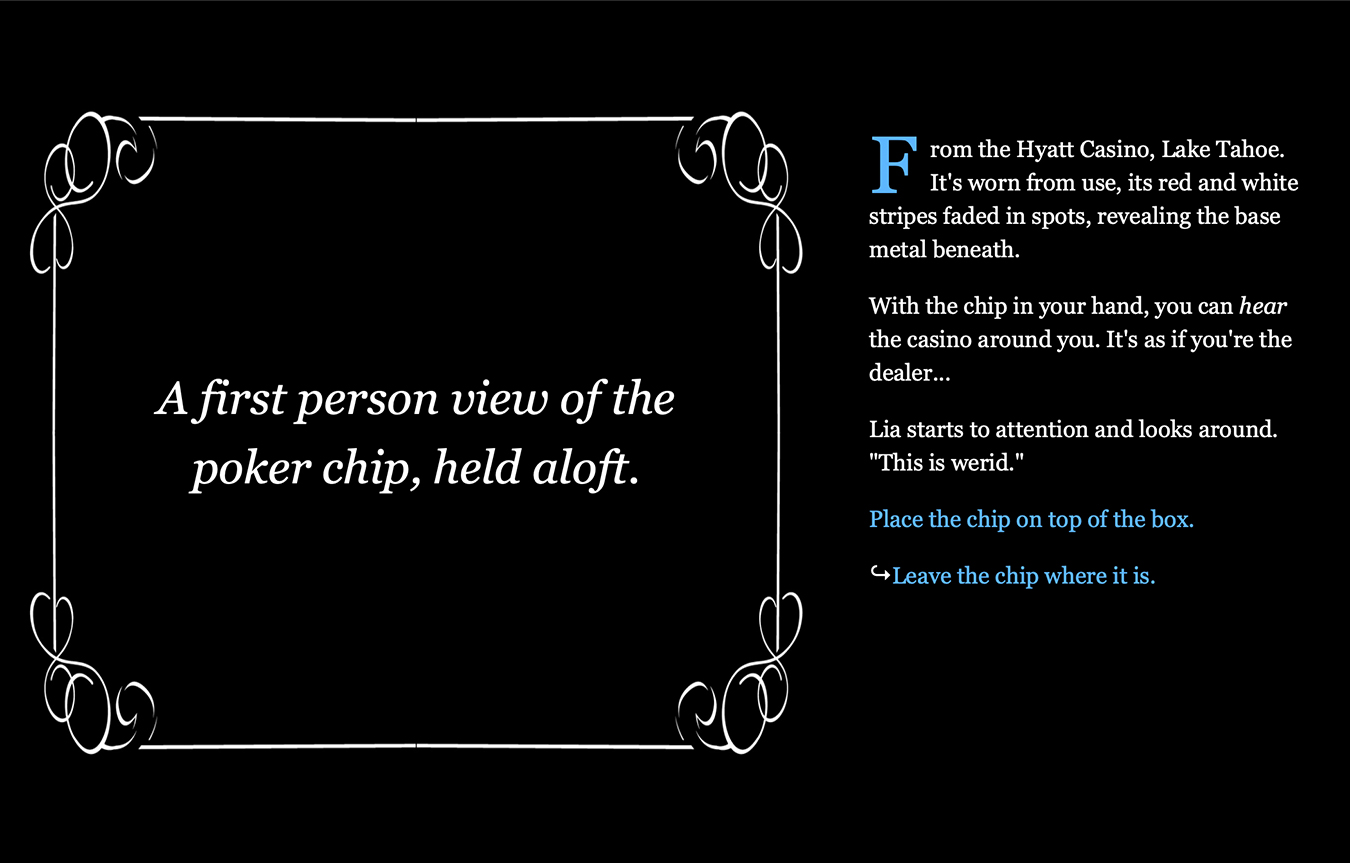 A first person view of the
poker chip, held aloft.
From the Hyatt Casino, Lake Tahoe.
It's worn from use, its red and white
stripes faded in spots, revealing the base
metal beneath.
With the chip in your hand, you can hear
the casino around you. It's as if you're the
dealer...
Lia starts to attention and looks around.
"This is werid."
Place the chip on top of the box.
↪Leave the chip where it is.